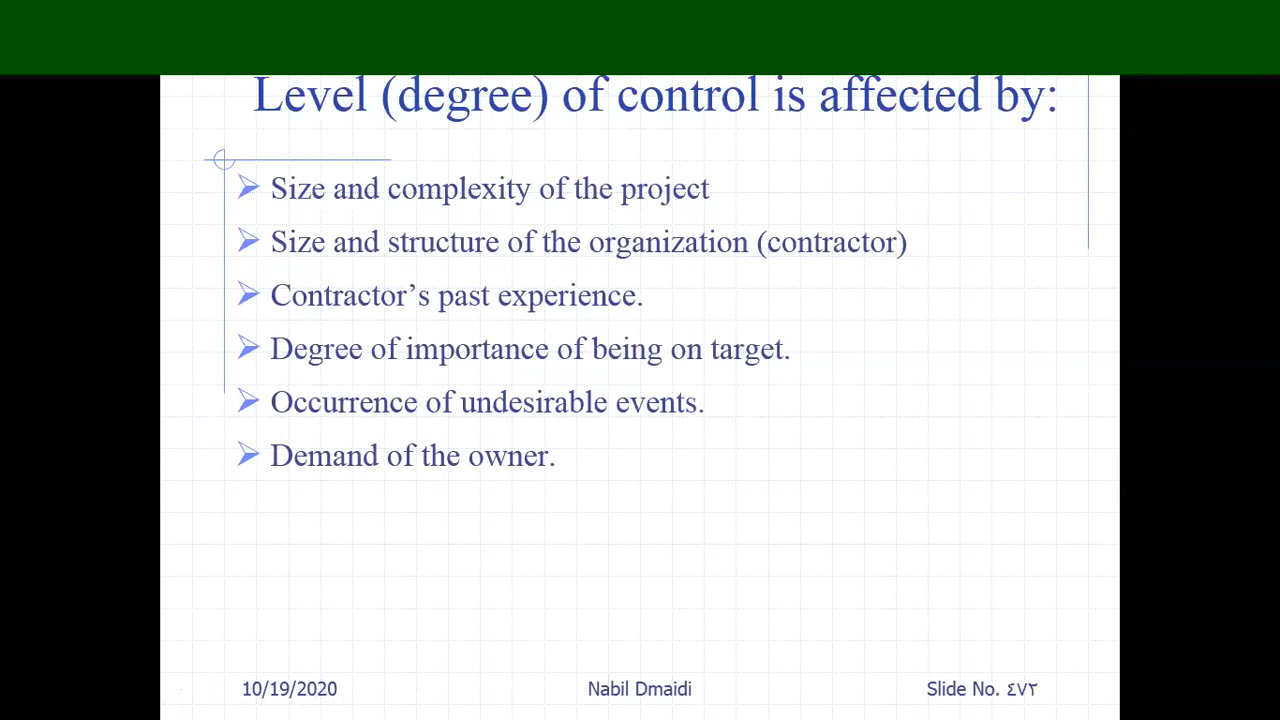 Level (degree) of control is affected by:
Size and complexity of the project
Size and structure of the organization (contractor)
Contractor’s past experience.
Degree of importance of being on target.
Occurrence of undesirable events.
Demand of the owner.
10/19/2020
Nabil Dmaidi
Slide No. ٤٧٢